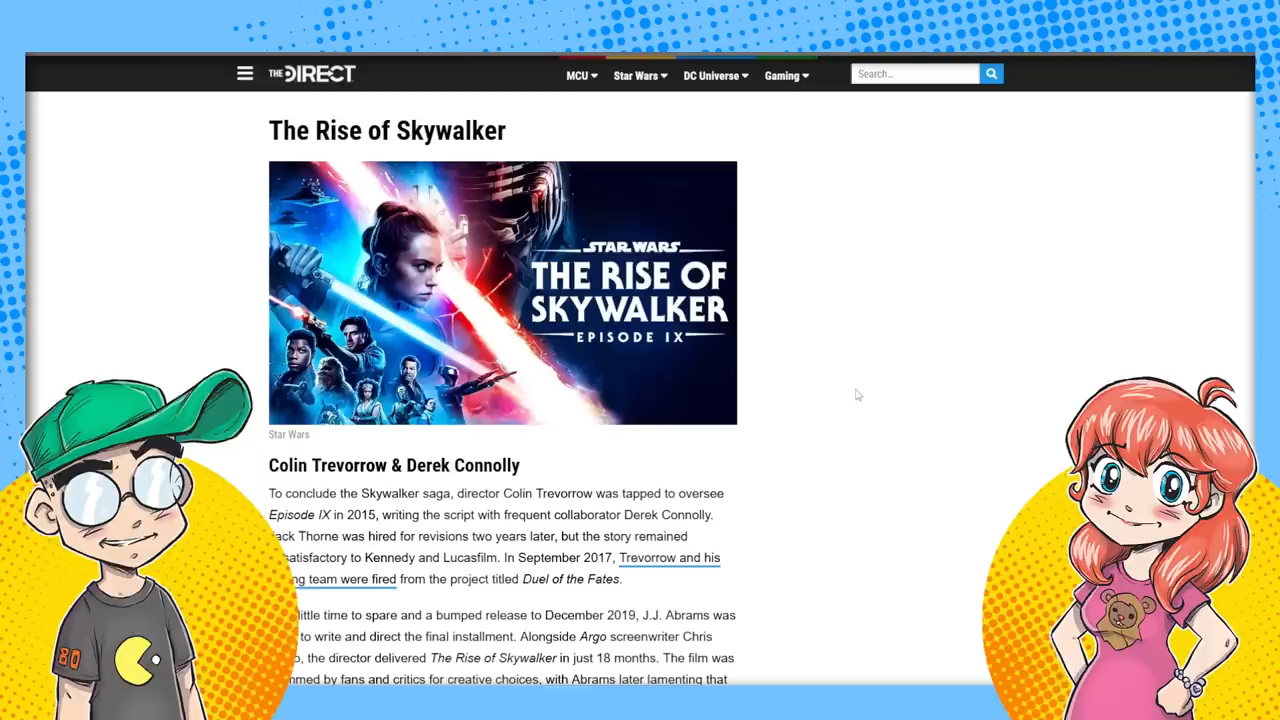 THE DIRECT
MCU
Star Wars
DC Universe
Gaming
Search...
The Rise of Skywalker
STAR WARS
THE RISE OF
SKYWALKER
EPISODE IX
Star Wars
Colin Trevorrow & Derek Connolly
To conclude the Skywalker saga, director Colin Trevorrow was tapped to oversee
Episode IX in 2015, writing the script with frequent collaborator Derek Connolly.
ack Thorne was hired for revisions two years later, but the story remained
satisfactory to Kennedy and Lucasfilm. In September 2017, Trevorrow and his
ng team were fired from the project titled Duel of the Fates.
little time to spare and a bumped release to December 2019, J.J. Abrams was
to write and direct the final installment. Alongside Argo screenwriter Chris
o, the director delivered The Rise of Skywalker in just 18 months. The film was
mmed by fans and critics for creative choices, with Abrams later lamenting that
80